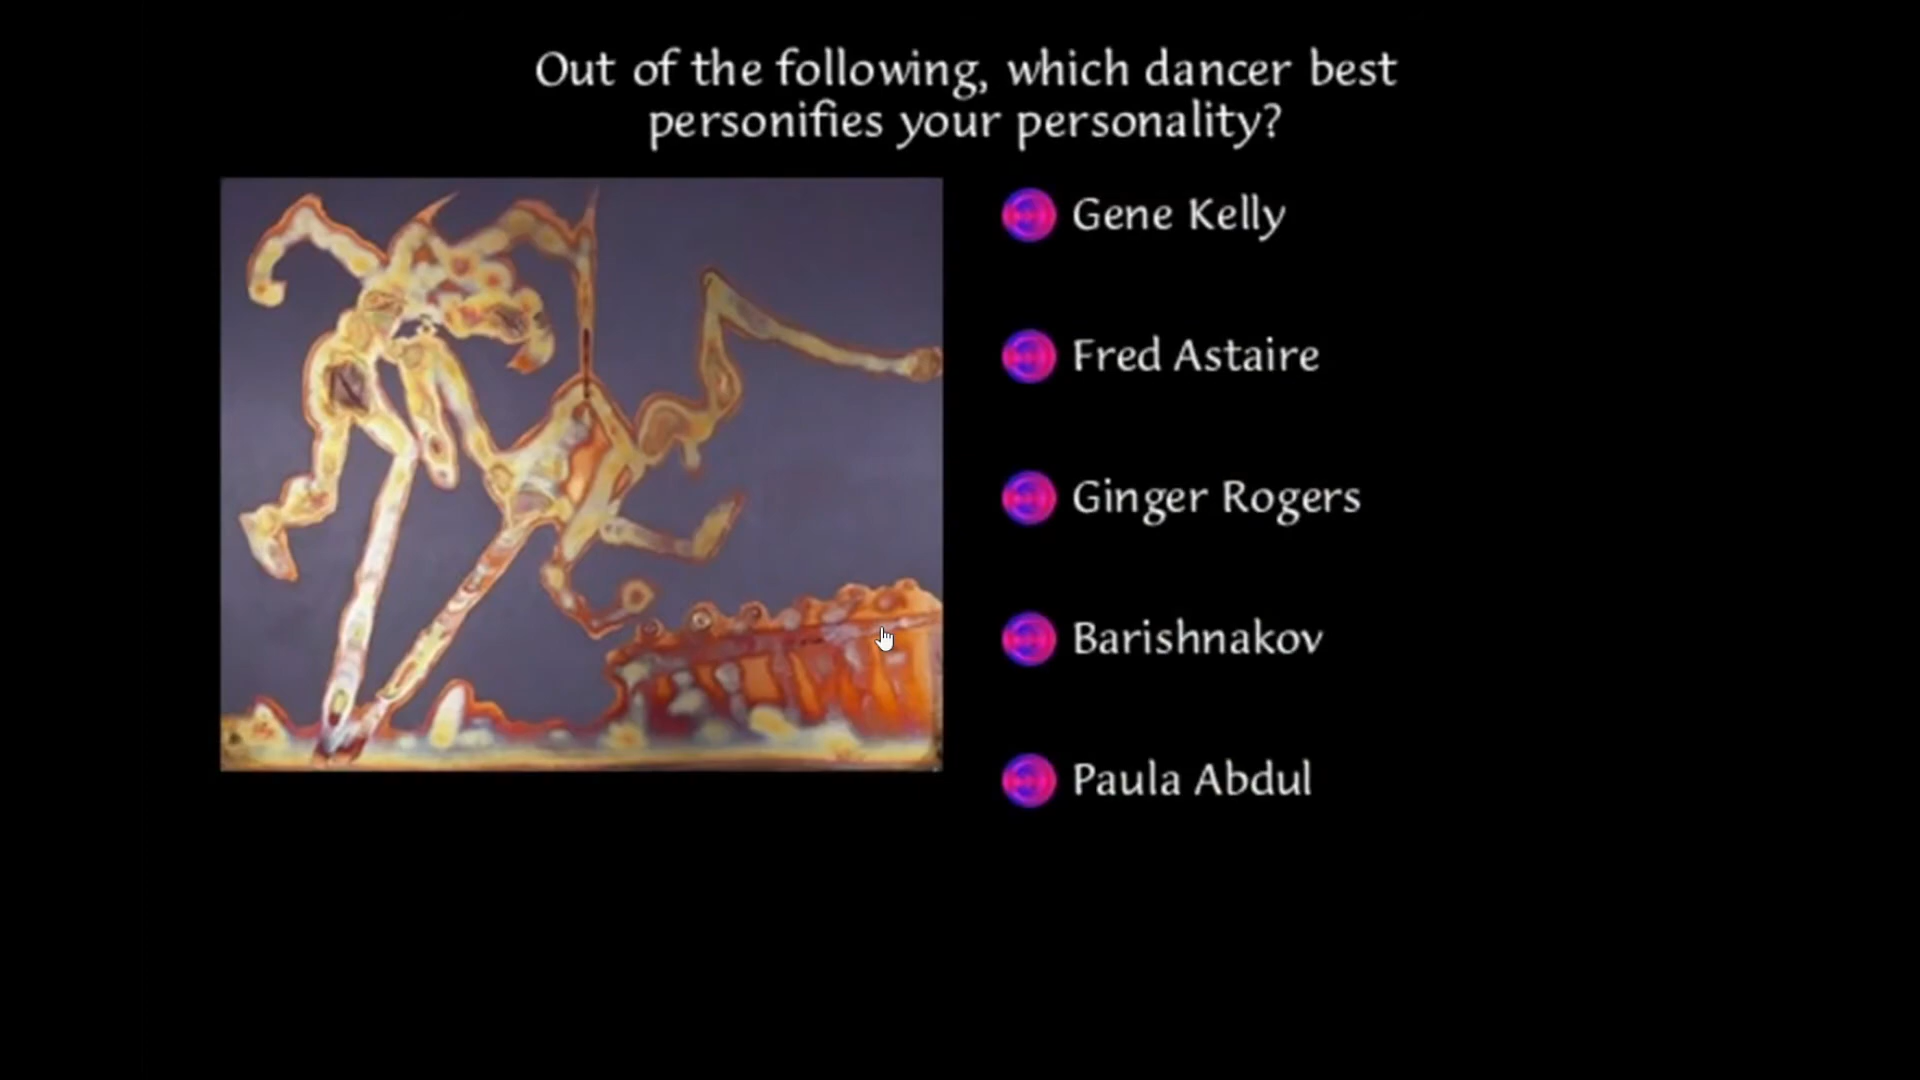 Out of the following, which dancer best
personifies your personality?
Gene Kelly
Fred Astaire
Ginger Rogers
Barishnakov
Paula Abdul